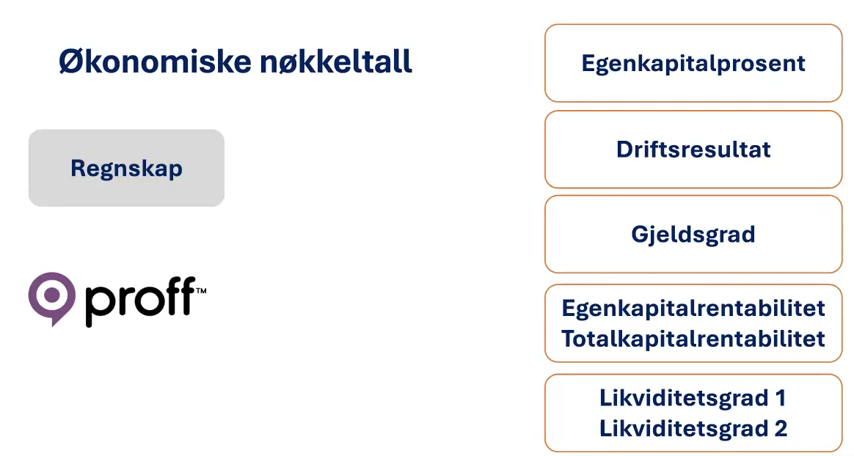 Økonomiske nøkkeltall
Regnskap
proff™
Egenkapitalprosent
Driftsresultat
Gjeldsgrad
Egenkapitalrentabilitet
Totalkapitalrentabilitet
Likviditetsgrad 1
Likviditetsgrad 2